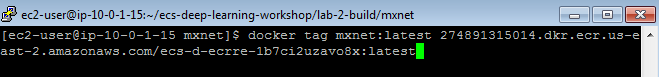 ec2-user@ip-10-0-1-15:~/ecs-deep-learning-workshop/lab-2-build/mxnet
[ec2-user@ip-10-0-1-15 mxnet]$ docker tag mxnet:latest 274891315014.dkr.ecr.us-e
ast-2.amazonaws.com/ecs-d-ecrre-1b7ci2uzavo8x:latest